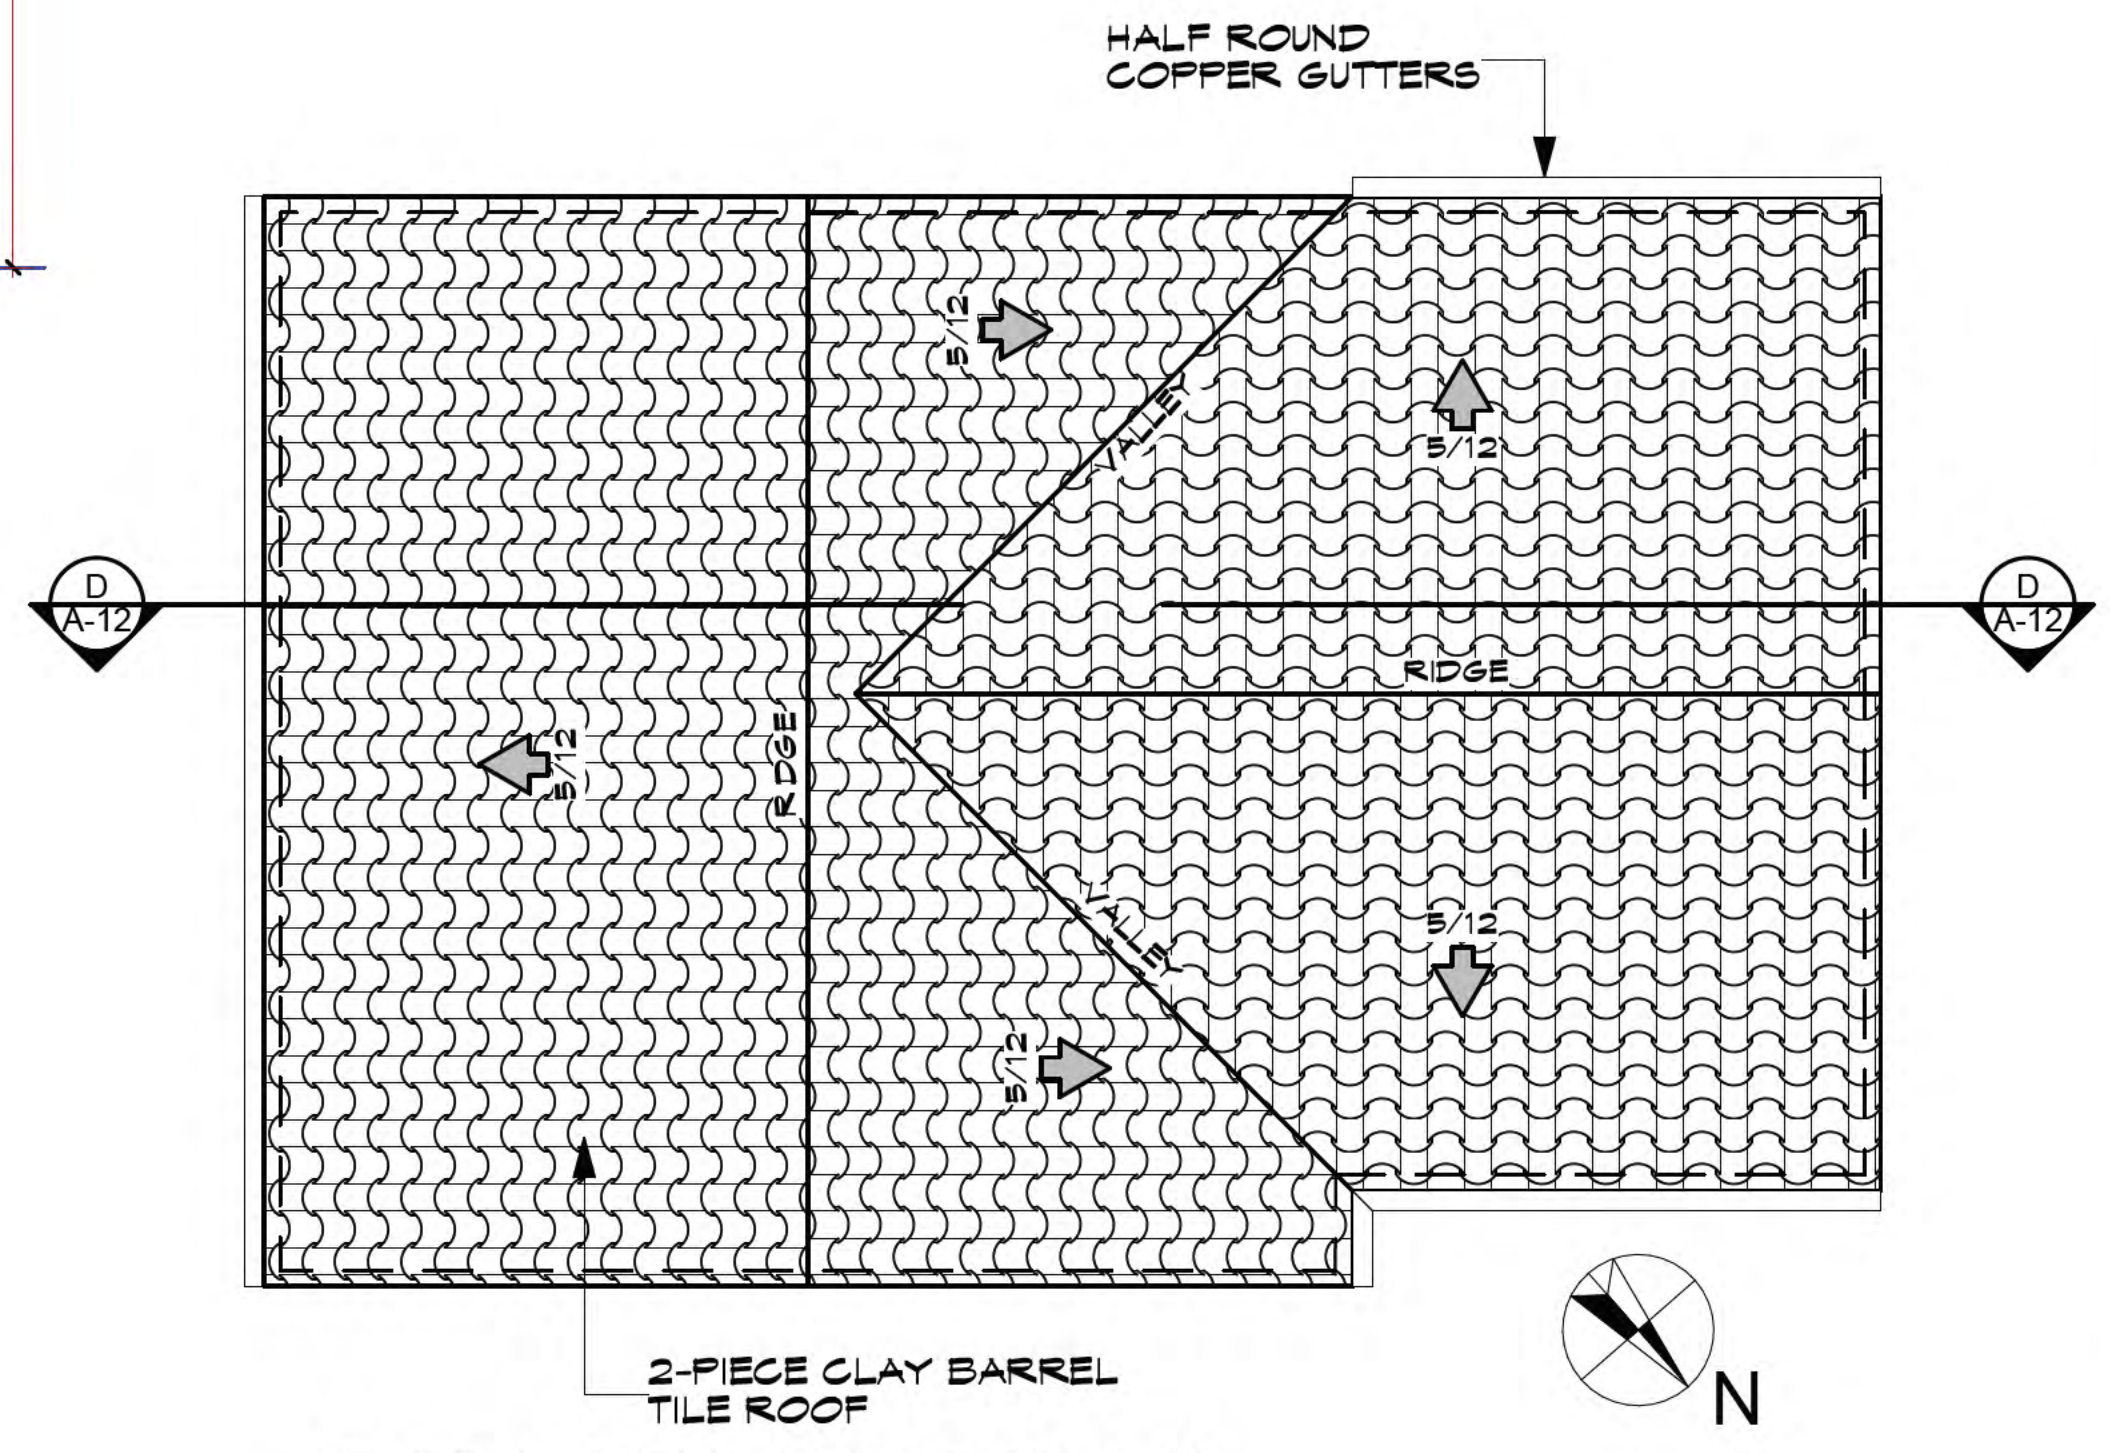 HALF ROUND
COPPER GUTTERS
5/12
VALLEY
5/12
D
A-12
D
A-12
RIDGE
RIDGE
5/12
VALLEY
5/12
5/12
2-PIECE CLAY BARREL
TILE ROOF
N